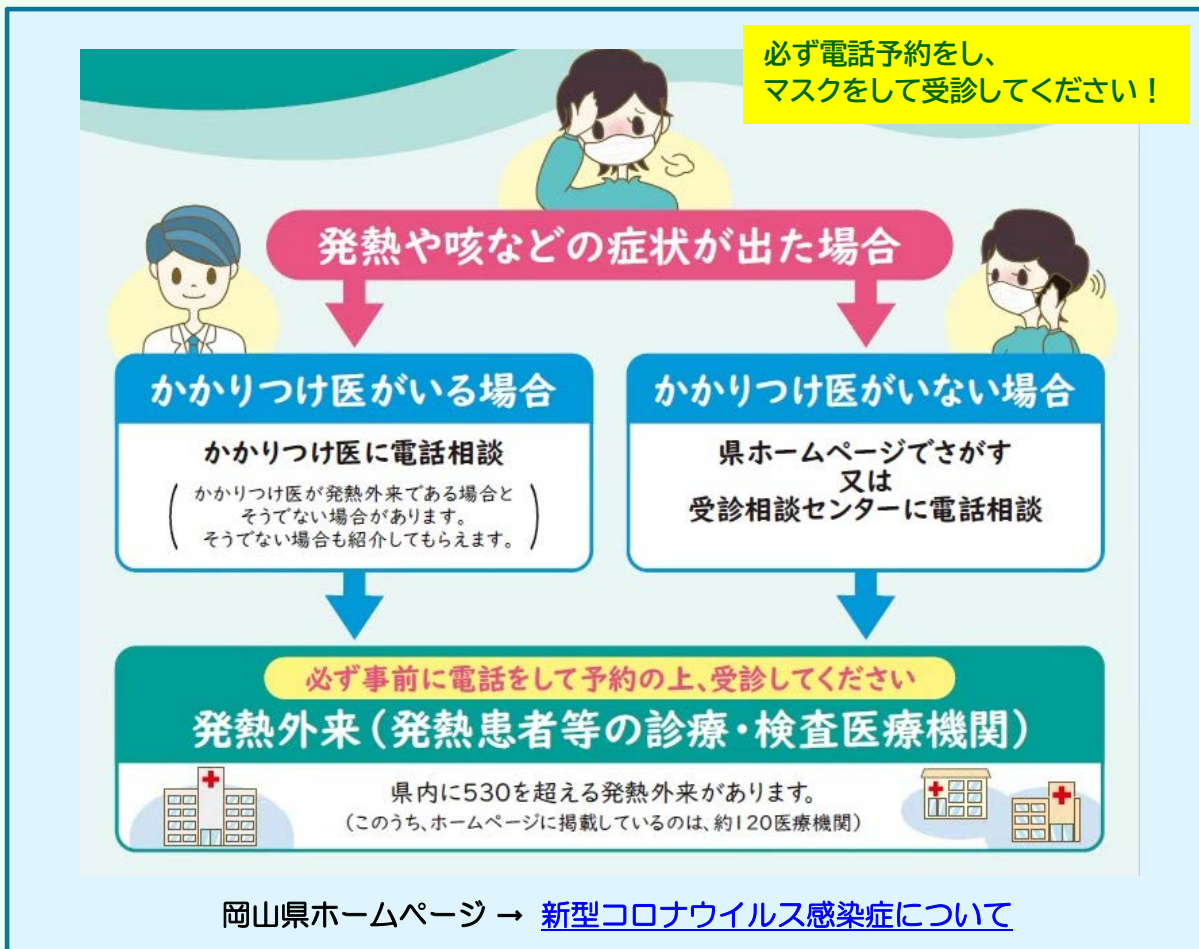 必ず電話予約をし、
マスクをして受診してください！
発熱や咳などの症状が出た場合
かかりつけ医がいる場合
かかりつけ医に電話相談
（かかりつけ医が発熱外来である場合と
そうでない場合があります。
そうでない場合も紹介してもらえます。）
かかりつけ医がいない場合
県ホームページでさがす
又は
受診相談センターに電話相談
必ず事前に電話をして予約の上、受診してください
発熱外来（発熱患者等の診療・検査医療機関）
県内に530を超える発熱外来があります。
（このうち、ホームページに掲載しているのは、約120医療機関）
岡山県ホームページ → 新型コロナウイルス感染症について